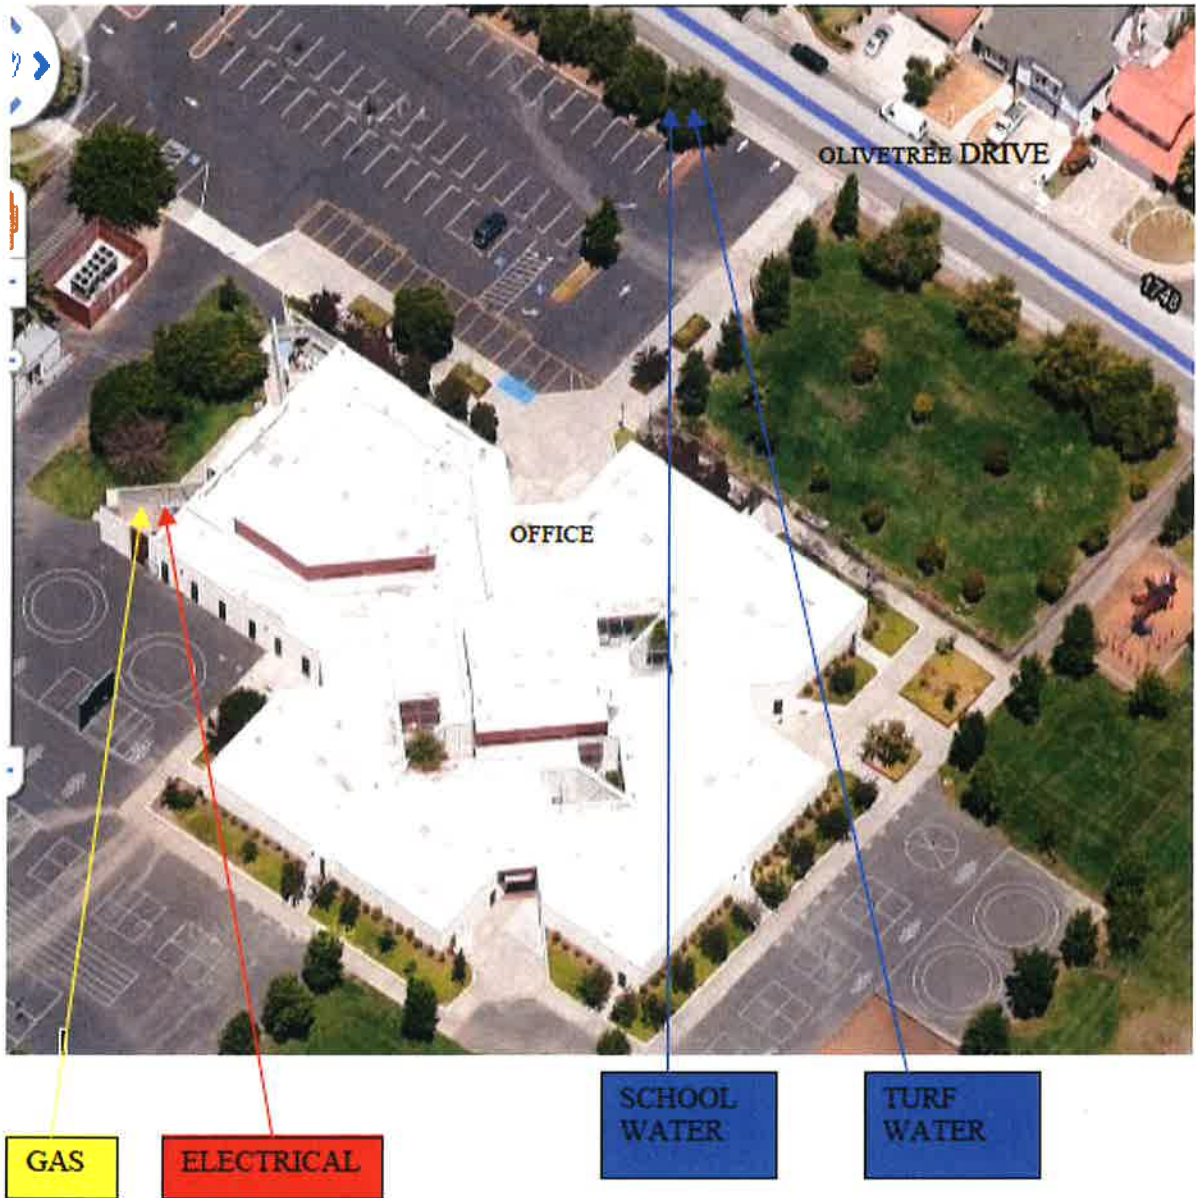 OLIVETREE DRIVE
1748
OFFICE
SCHOOL
WATER
TURF
WATER
GAS
ELECTRICAL